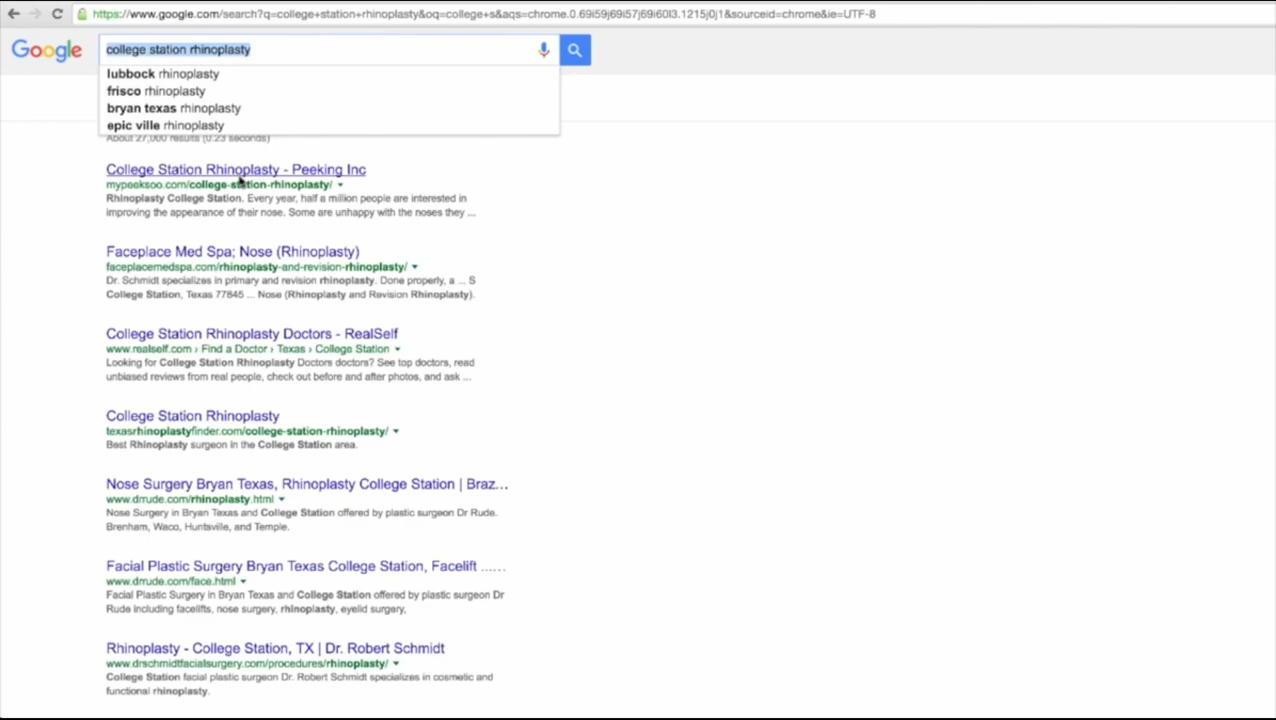 https://www.google.com/search?q=college+station+rhinoplasty&oq=college+s&aqs=chrome.0.69i59j69i57j69i60l3.1215j0j1&sourceid=chrome&ie=UTF-8
Google
college station rhinoplasty
lubbock rhinoplasty
frisco rhinoplasty
bryan texas rhinoplasty
epic ville rhinoplasty
About 27,000 results (0.23 seconds)
College Station Rhinoplasty - Peeking Inc
mypeeksoo.com/college-station-rhinoplasty/
Rhinoplasty College Station. Every year, half a million people are interested in
improving the appearance of their nose. Some are unhappy with the noses they ...
Faceplace Med Spa; Nose (Rhinoplasty)
faceplacemedspa.com/rhinoplasty-and-revision-rhinoplasty/
Dr. Schmidt specializes in primary and revision rhinoplasty. Done properly, a ... S
College Station, Texas 77845 ... Nose (Rhinoplasty and Revision Rhinoplasty).
College Station Rhinoplasty Doctors - RealSelf
www.realself.com › Find a Doctor › Texas › College Station
Looking for College Station Rhinoplasty Doctors doctors? See top doctors, read
unbiased reviews from real people, check out before and after photos, and ask ...
College Station Rhinoplasty
texasrhinoplastyfinder.com/college-station-rhinoplasty/
Best Rhinoplasty surgeon in the College Station area.
Nose Surgery Bryan Texas, Rhinoplasty College Station | Braz...
www.drrude.com/rhinoplasty.html
Nose Surgery in Bryan Texas and College Station offered by plastic surgeon Dr Rude.
Brenham, Waco, Huntsville, and Temple.
Facial Plastic Surgery Bryan Texas College Station, Facelift ......
www.drrude.com/face.html
Facial Plastic Surgery in Bryan Texas and College Station offered by plastic surgeon Dr
Rude including facelifts, nose surgery, rhinoplasty, eyelid surgery,
Rhinoplasty - College Station, TX | Dr. Robert Schmidt
www.drschmidtfacialsurgery.com/procedures/rhinoplasty/
College Station facial plastic surgeon Dr. Robert Schmidt specializes in cosmetic and
functional rhinoplasty.